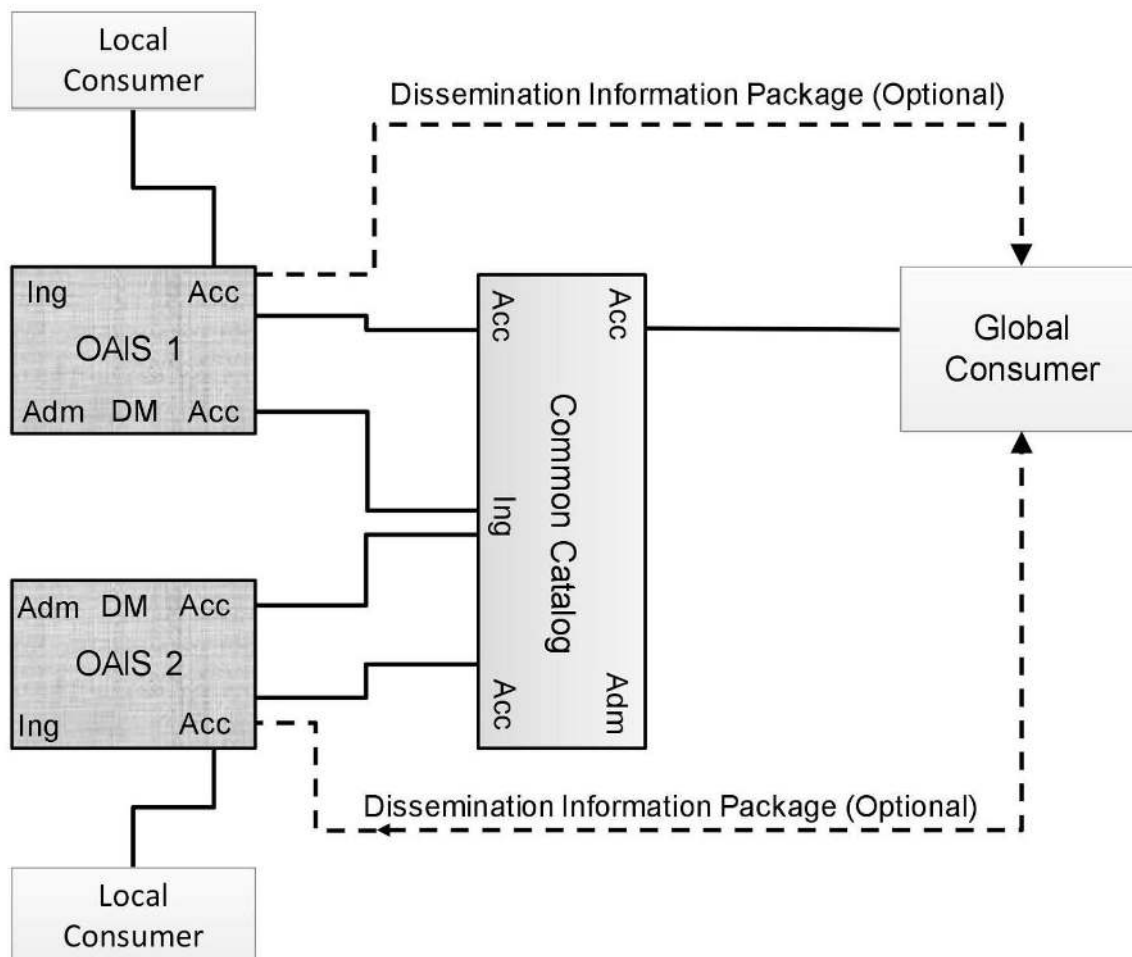 Local
Consumer
Dissemination Information Package (Optional)
Ing Acc
OAIS 1
Adm DM Acc
Acc Acc
Common Catalog
Ing
Acc Adm
Global
Consumer
Adm DM Acc
OAIS 2
Ing Acc
Dissemination Information Package (Optional)
Local
Consumer